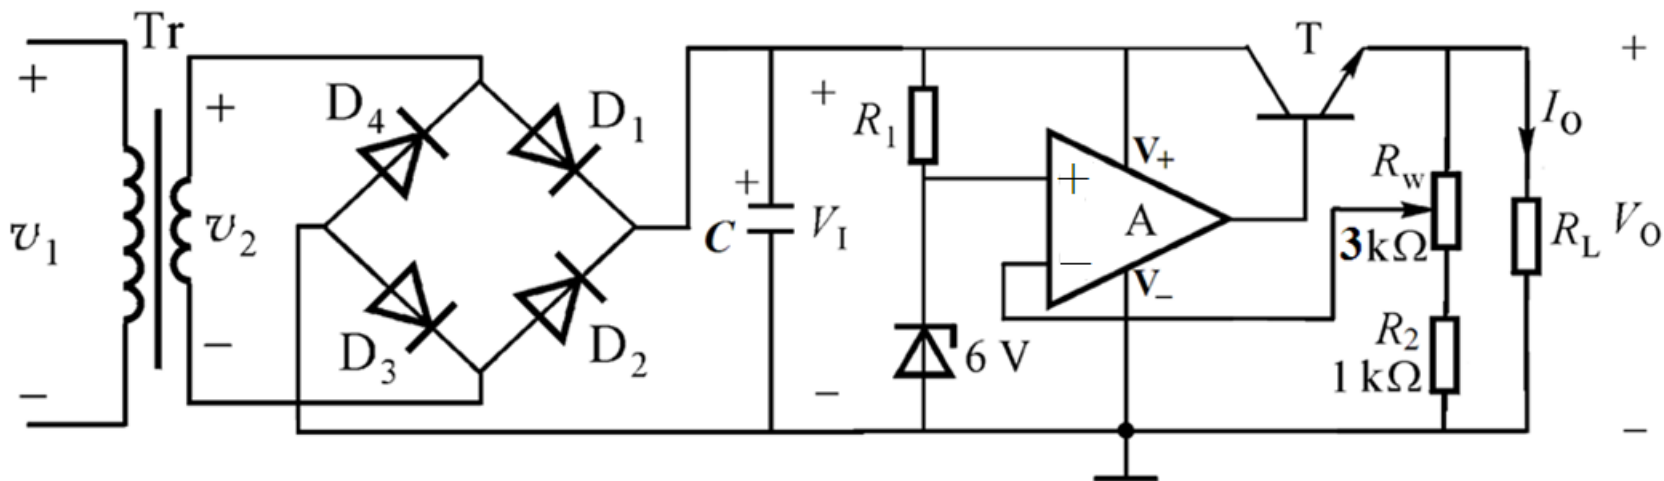 Tr
+
v1
−
+
v2
−
D4
D1
D3
D2
+
C
+
VI
−
R1
6 V
+
−
A
V+
V−
T
Rw
3kΩ
R2
1 kΩ
IO
RL
+
VO
−